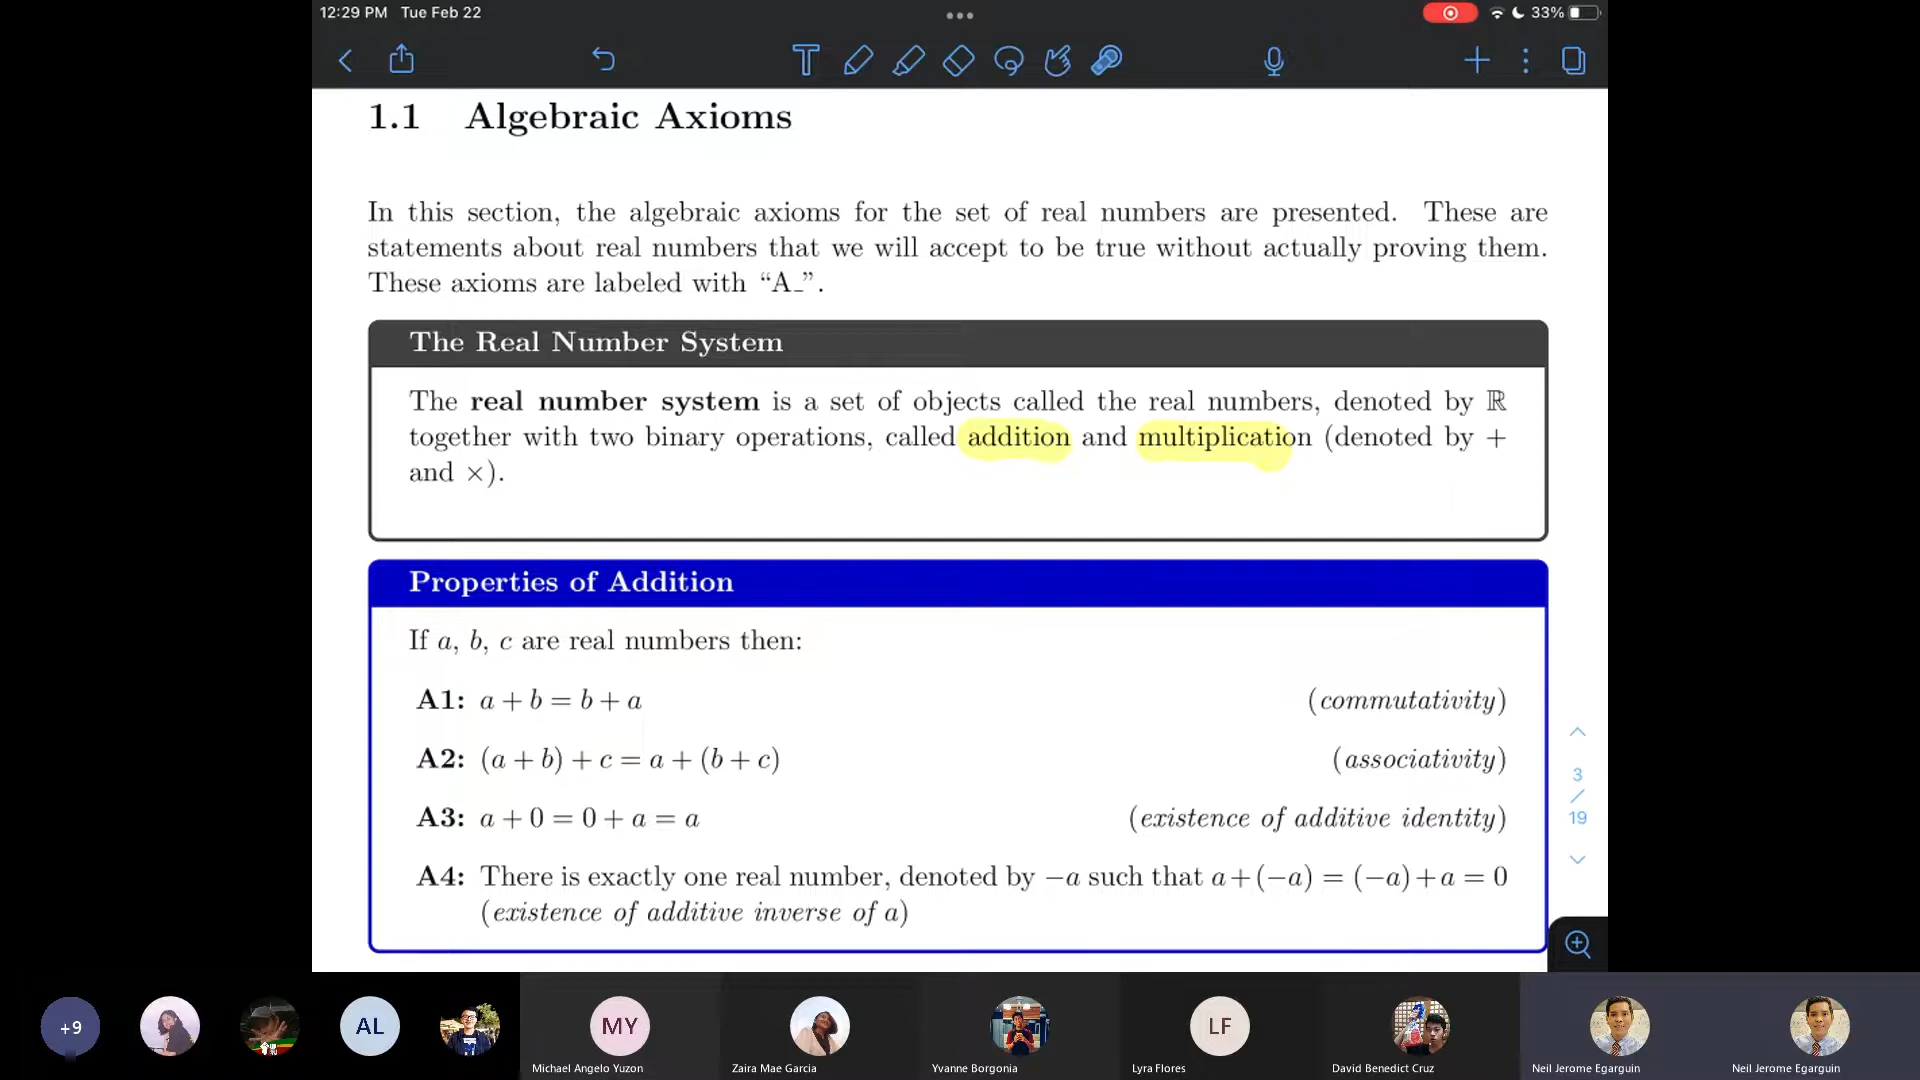 12:29 PM Tue Feb 22
33%
1.1 Algebraic Axioms
In this section, the algebraic axioms for the set of real numbers are presented. These are
statements about real numbers that we will accept to be true without actually proving them.
These axioms are labeled with “A_”.
The Real Number System
The real number system is a set of objects called the real numbers, denoted by ℝ
together with two binary operations, called addition and multiplication (denoted by +
and ×).
Properties of Addition
If a, b, c are real numbers then:
A1: a + b = b + a (commutativity)
A2: (a + b) + c = a + (b + c) (associativity)
A3: a + 0 = 0 + a = a (existence of additive identity)
A4: There is exactly one real number, denoted by −a such that a+(−a) = (−a)+a = 0
(existence of additive inverse of a)
3
/
19
+9
AL
MY
LF
Michael Angelo Yuzon
Zaira Mae Garcia
Yvanne Borgonia
Lyra Flores
David Benedict Cruz
Neil Jerome Egarguin
Neil Jerome Egarguin